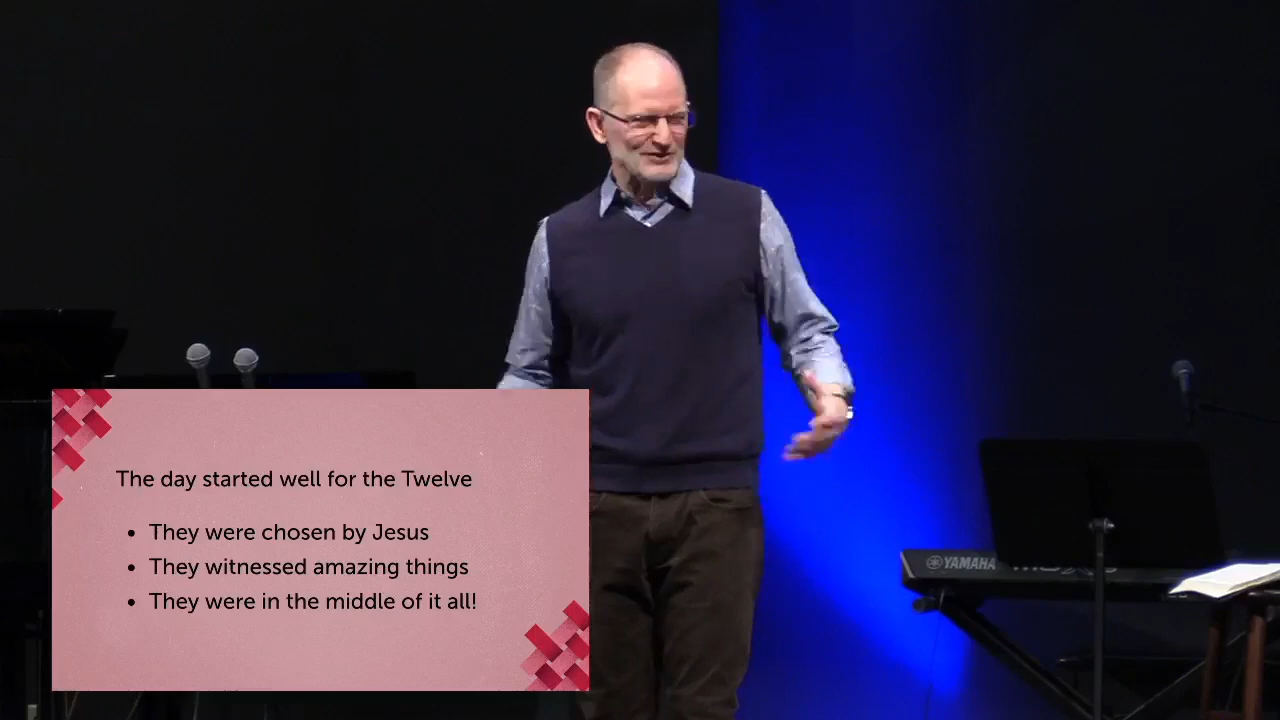 The day started well for the Twelve
• They were chosen by Jesus
• They witnessed amazing things
• They were in the middle of it all!
YAMAHA